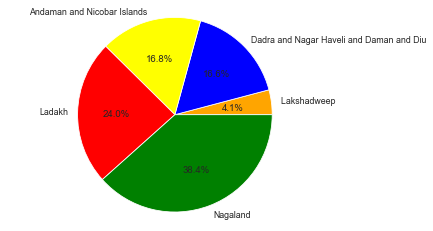 Andaman and Nicobar Islands
Dadra and Nagar Haveli and Daman and Diu
16.8%
Lakshadweep
4.1%
Ladakh
24.0%
38.4%
Nagaland